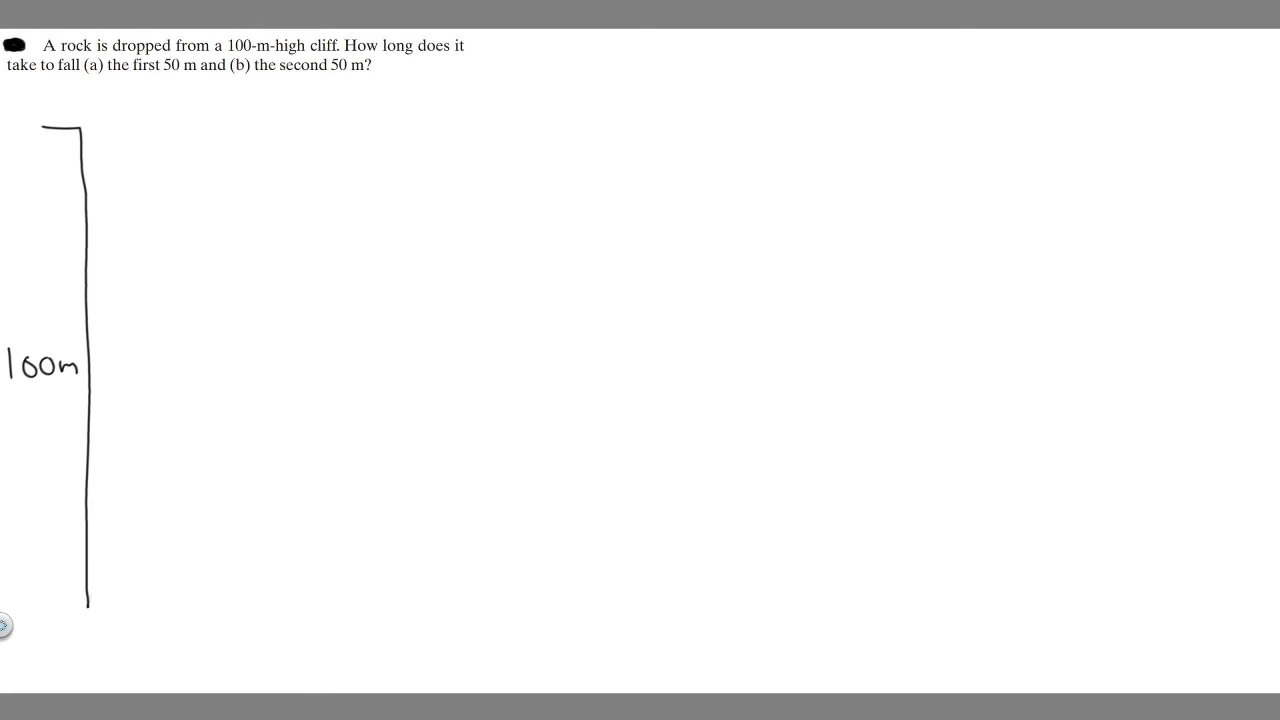 A rock is dropped from a 100-m-high cliff. How long does it
take to fall (a) the first 50 m and (b) the second 50 m?
100m